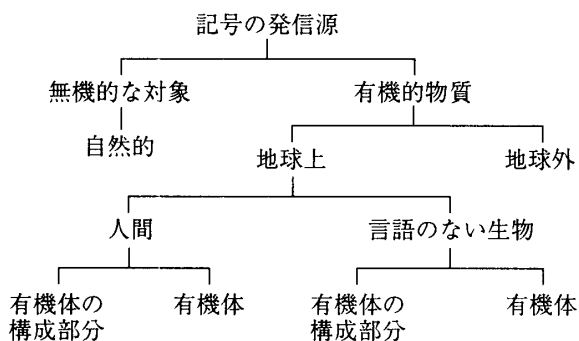 記号の発信源
無機的な対象
有機的物質
自然的
地球上
地球外
人間
言語のない生物
有機体の
構成部分
有機体
有機体の
構成部分
有機体